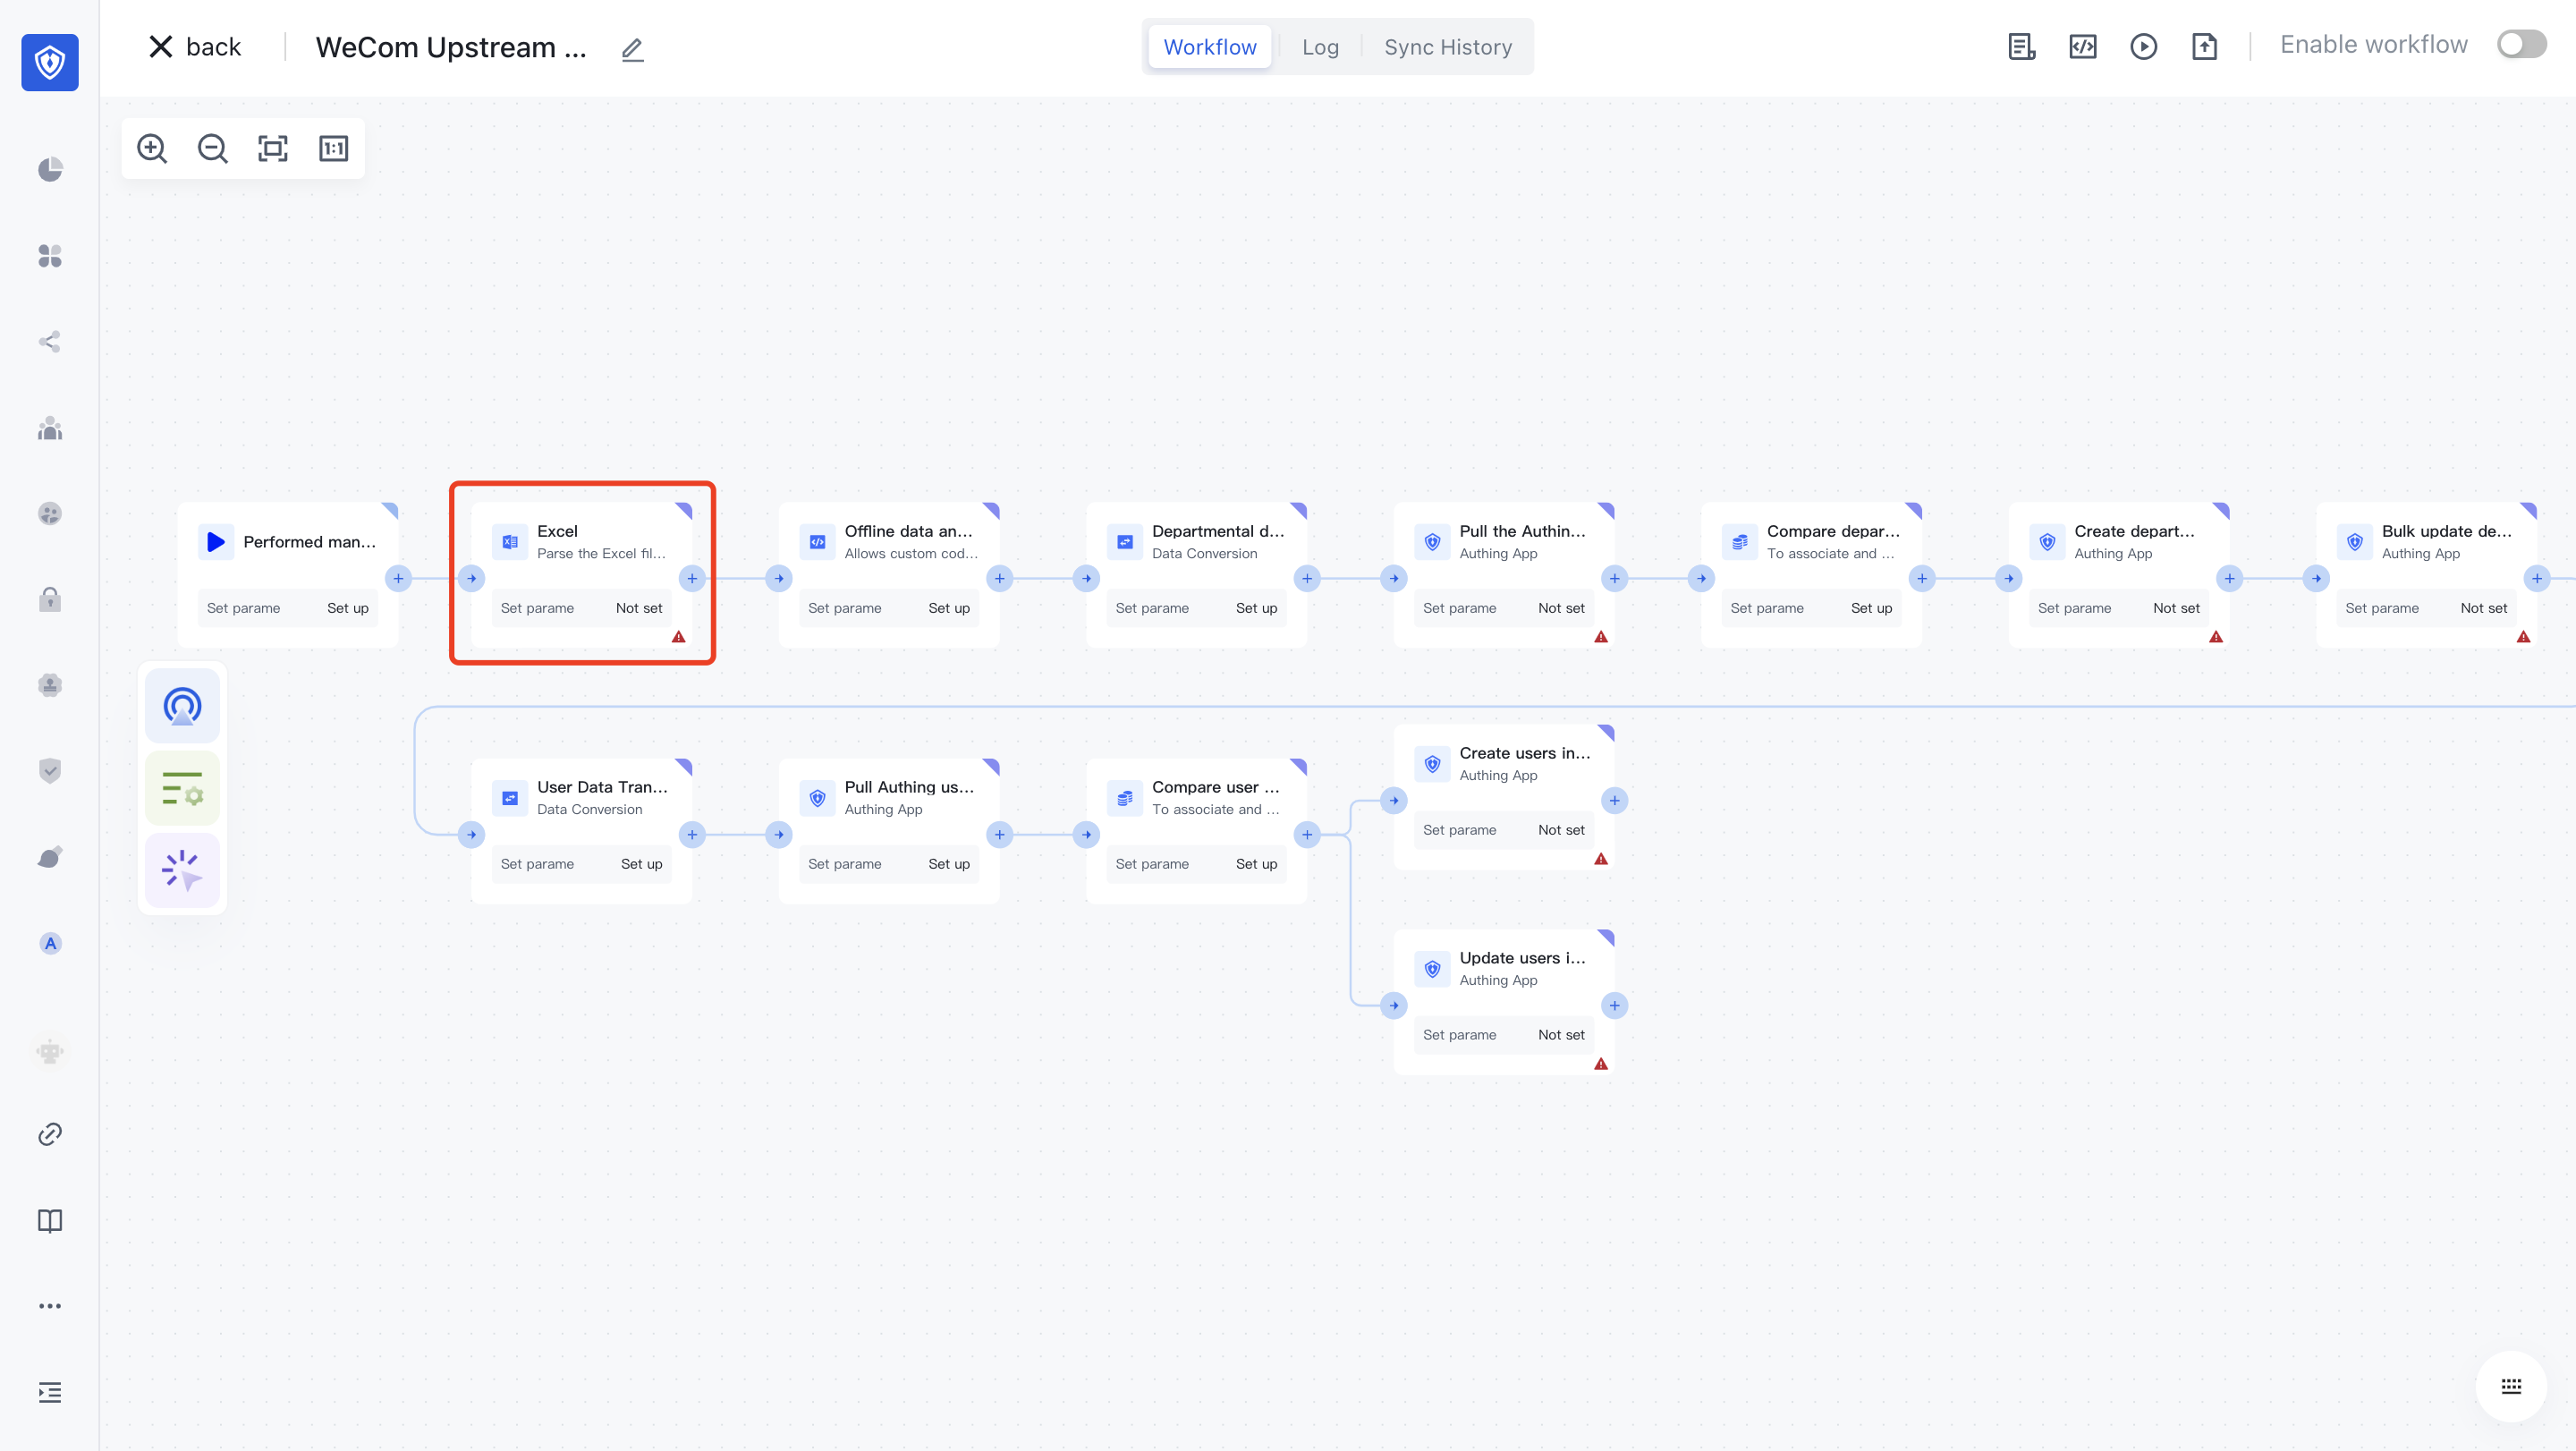 back
WeCom Upstream ...
Workflow
Log
Sync History
Enable workflow
1:1
Performed man...
Set parame
Set up
Excel
Parse the Excel fil...
Set parame
Not set
Offline data an...
Allows custom cod...
Set parame
Set up
Departmental d...
Data Conversion
Set parame
Set up
Pull the Authin...
Authing App
Set parame
Not set
Compare depar...
To associate and ...
Set parame
Set up
Create depart...
Authing App
Set parame
Not set
Bulk update de...
Authing App
Set parame
Not set
User Data Tran...
Data Conversion
Set parame
Set up
Pull Authing us...
Authing App
Set parame
Set up
Compare user ...
To associate and ...
Set parame
Set up
Create users in...
Authing App
Set parame
Not set
Update users i...
Authing App
Set parame
Not set
A